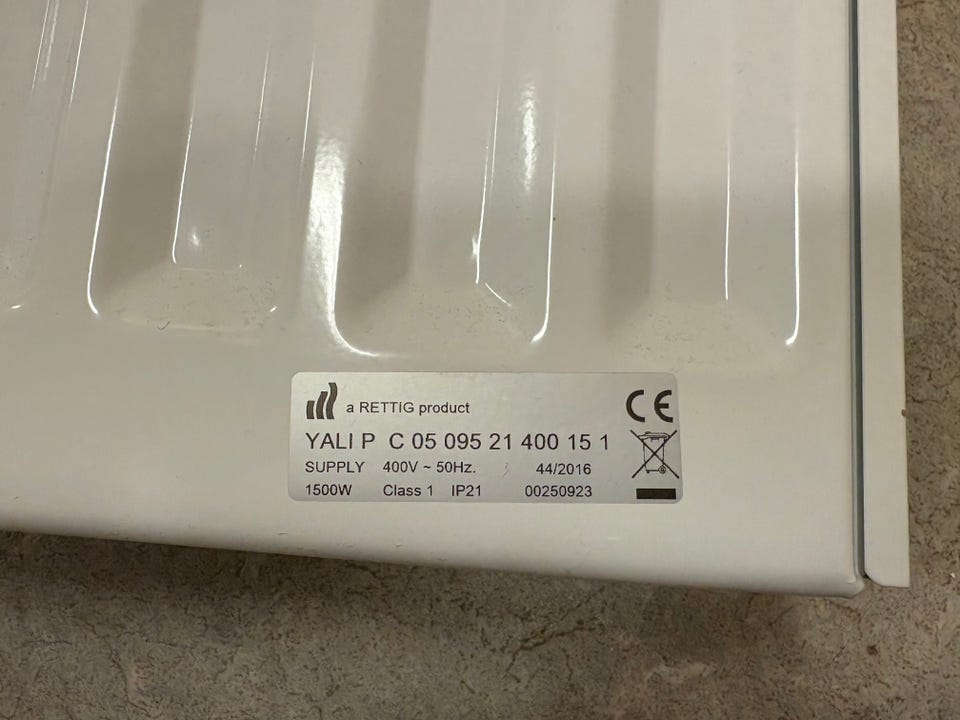 a RETTIG product CE
YALI P C 05 095 21 400 15 1
SUPPLY 400V ~ 50Hz. 44/2016
1500W Class 1 IP21 00250923